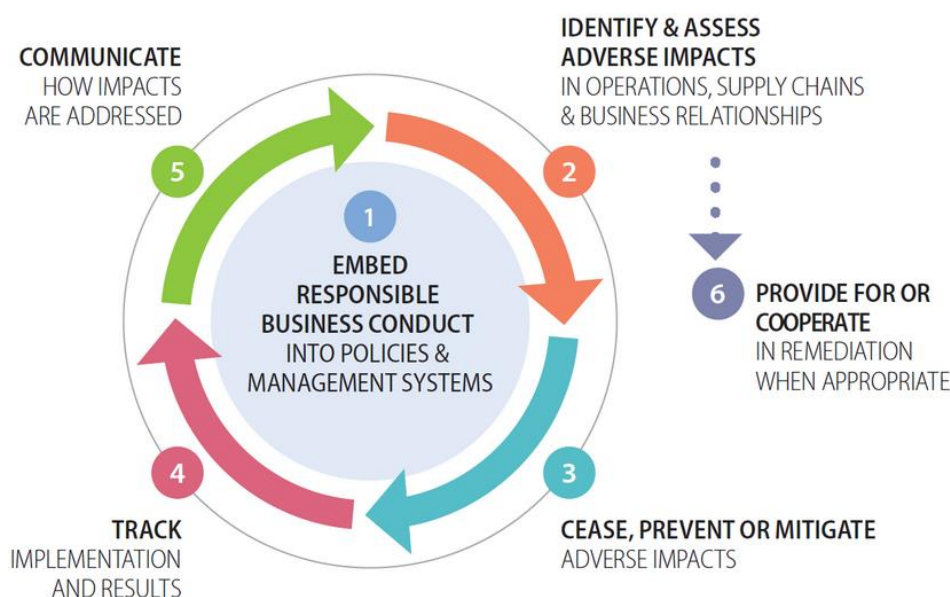 COMMUNICATE
HOW IMPACTS
ARE ADDRESSED
5
IDENTIFY & ASSESS
ADVERSE IMPACTS
IN OPERATIONS, SUPPLY CHAINS
& BUSINESS RELATIONSHIPS
2
1
EMBED
RESPONSIBLE
BUSINESS CONDUCT
INTO POLICIES &
MANAGEMENT SYSTEMS
6
PROVIDE FOR OR
COOPERATE
IN REMEDIATION
WHEN APPROPRIATE
4
TRACK
IMPLEMENTATION
AND RESULTS
3
CEASE, PREVENT OR MITIGATE
ADVERSE IMPACTS